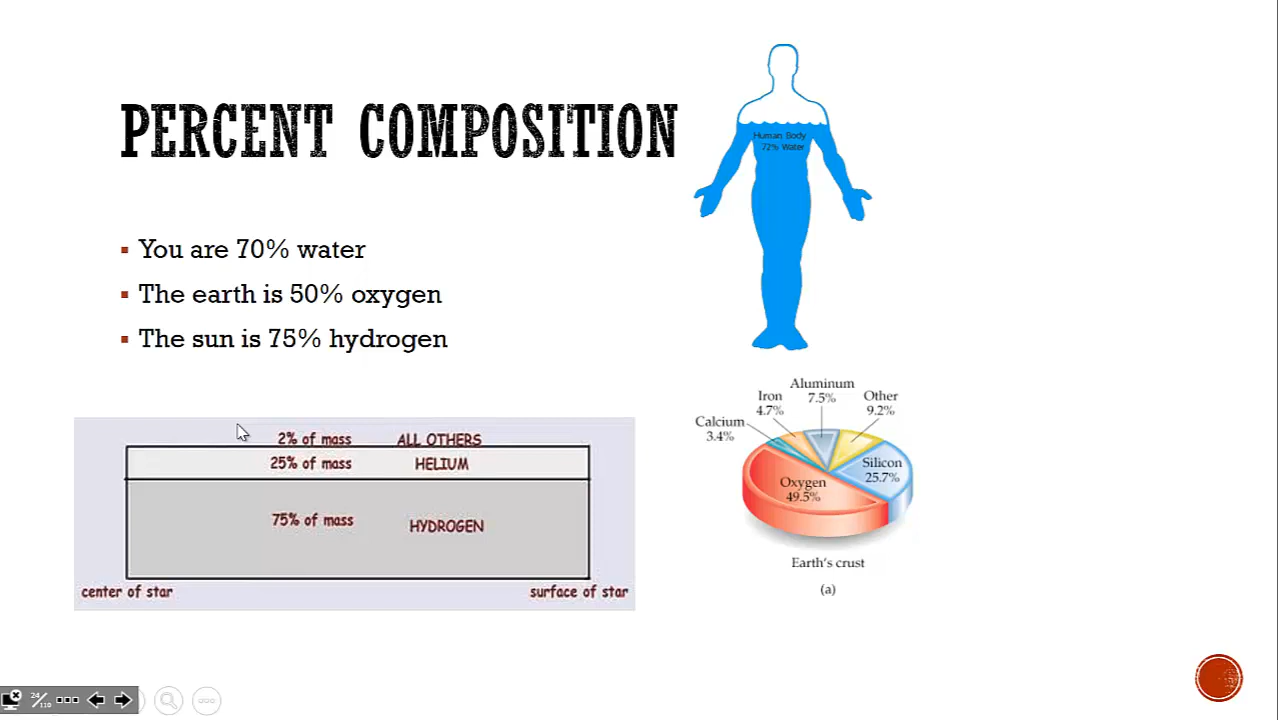 PERCENT COMPOSITION
You are 70% water
The earth is 50% oxygen
The sun is 75% hydrogen
Human Body
72% Water
2% of mass ALL OTHERS
25% of mass HELIUM
75% of mass HYDROGEN
center of star surface of star
Aluminum
7.5%
Iron
4.7%
Other
9.2%
Calcium
3.4%
Silicon
25.7%
Oxygen
49.5%
Earth's crust
(a)
24/110